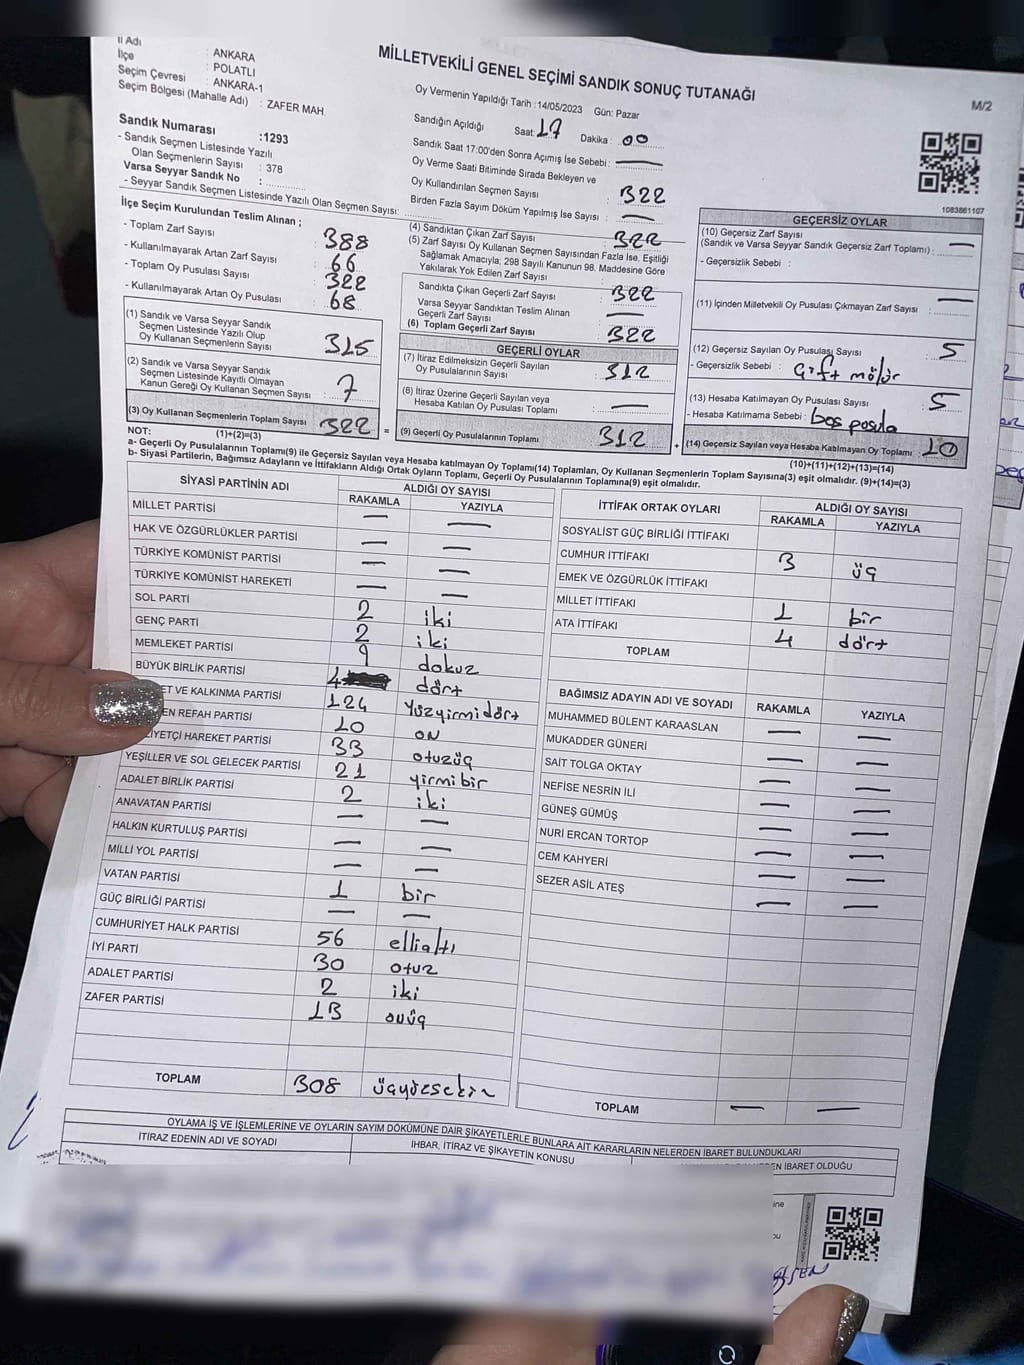 İl Adı : ANKARA
İlçe : POLATLI
Seçim Çevresi : ANKARA-1
Seçim Bölgesi (Mahalle Adı) : ZAFER MAH.
MİLLETVEKİLİ GENEL SEÇİMİ SANDIK SONUÇ TUTANAĞI
M/2
Oy Vermenin Yapıldığı Tarih : 14/05/2023 Gün: Pazar
Sandığın Açıldığı Saat: 17 Dakika : 00
Sandık Saat 17:00'den Sonra Açımış İse Sebebi : —
Oy Verme Saati Bitiminde Sırada Bekleyen ve
Oy Kullandırılan Seçmen Sayısı : 322
Birden Fazla Sayım Döküm Yapılmış İse Sayısı : —
Sandık Numarası :1293
- Sandık Seçmen Listesinde Yazılı
Olan Seçmenlerin Sayısı : 378
Varsa Seyyar Sandık No :
- Seyyar Sandık Seçmen Listesinde Yazılı Olan Seçmen Sayısı:
İlçe Seçim Kurulundan Teslim Alınan ;
- Toplam Zarf Sayısı : 388
- Kullanılmayarak Artan Zarf Sayısı : 66
- Toplam Oy Pusulası Sayısı : 322
- Kullanılmayarak Artan Oy Pusulası : 68
(1) Sandık ve Varsa Seyyar Sandık
Seçmen Listesinde Yazılı Olup
Oy Kullanan Seçmenlerin Sayısı : 315
(2) Sandık ve Varsa Seyyar Sandık
Seçmen Listesinde Kayıtlı Olmayan
Kanun Gereği Oy Kullanan Seçmen Sayısı : 7
(3) Oy Kullanan Seçmenlerin Toplam Sayısı : 322
(1)+(2)=(3)
(4) Sandıktan Çıkan Zarf Sayısı : 322
(5) Zarf Sayısı Oy Kullanan Seçmen Sayısından Fazla İse, Eşitliği
Sağlamak Amacıyla; 298 Sayılı Kanunun 98. Maddesine Göre
Yakılarak Yok Edilen Zarf Sayısı :
Sandıkta Çıkan Geçerli Zarf Sayısı : 322
Varsa Seyyar Sandıktan Teslim Alınan
Geçerli Zarf Sayısı : —
(6) Toplam Geçerli Zarf Sayısı : 322
GEÇERLİ OYLAR
(7) İtiraz Edilmeksizin Geçerli Sayılan
Oy Pusulalarının Sayısı : 312
(8) İtiraz Üzerine Geçerli Sayılan veya
Hesaba Katılan Oy Pusulası Toplamı : —
= (9) Geçerli Oy Pusulalarının Toplamı : 312 +
1083861107
GEÇERSİZ OYLAR
(10) Geçersiz Zarf Sayısı
(Sandık ve Varsa Seyyar Sandık Geçersiz Zarf Toplamı) : —
- Geçersizlik Sebebi :
(11) İçinden Milletvekili Oy Pusulası Çıkmayan Zarf Sayısı : —
(12) Geçersiz Sayılan Oy Pusulası Sayısı : 5
- Geçersizlik Sebebi : Çift mühür
(13) Hesaba Katılmayan Oy Pusulası Sayısı : 5
- Hesaba Katılmama Sebebi : boş pusula
(14) Geçersiz Sayılan veya Hesaba Katılmayan Oy Toplamı : 10
(10)+(11)+(12)+(13)=(14)
NOT:
a- Geçerli Oy Pusulalarının Toplamı(9) ile Geçersiz Sayılan veya Hesaba katılmayan Oy Toplamı(14) Toplamları, Oy Kullanan Seçmenlerin Toplam Sayısına(3) eşit olmalıdır. (9)+(14)=(3)
b- Siyasi Partilerin, Bağımsız Adayların ve İttifakların Aldığı Ortak Oyların Toplamı, Geçerli Oy Pusulalarının Toplamına(9) eşit olmalıdır.
SİYASİ PARTİNİN ADI ALDIĞI OY SAYISI
RAKAMLA YAZIYLA
MİLLET PARTİSİ — —
HAK VE ÖZGÜRLÜKLER PARTİSİ — —
TÜRKİYE KOMÜNİST PARTİSİ — —
TÜRKİYE KOMÜNİST HAREKETİ — —
SOL PARTİ 2 iki
GENÇ PARTİ 2 iki
MEMLEKET PARTİSİ 9 dokuz
BÜYÜK BİRLİK PARTİSİ 4 dört
ET VE KALKINMA PARTİSİ 124 Yüzyirmidört
EN REFAH PARTİSİ 10 ON
İYETÇİ HAREKET PARTİSİ 33 otuzüç
YEŞİLLER VE SOL GELECEK PARTİSİ 21 yirmibir
ADALET BİRLİK PARTİSİ 2 iki
ANAVATAN PARTİSİ — —
HALKIN KURTULUŞ PARTİSİ — —
MİLLİ YOL PARTİSİ — —
VATAN PARTİSİ 1 bir
GÜÇ BİRLİĞİ PARTİSİ — —
CUMHURİYET HALK PARTİSİ 56 ellialtı
İYİ PARTİ 30 otuz
ADALET PARTİSİ 2 iki
ZAFER PARTİSİ 13 onüç
TOPLAM 308 üçyüzsekiz
İTTİFAK ORTAK OYLARI ALDIĞI OY SAYISI
RAKAMLA YAZIYLA
SOSYALİST GÜÇ BİRLİĞİ İTTİFAKI
CUMHUR İTTİFAKI 3 üç
EMEK VE ÖZGÜRLÜK İTTİFAKI
MİLLET İTTİFAKI 1 bir
ATA İTTİFAKI
TOPLAM 4 dört
BAĞIMSIZ ADAYIN ADI VE SOYADI RAKAMLA YAZIYLA
MUHAMMED BÜLENT KARAASLAN — —
MUKADDER GÜNERİ — —
SAİT TOLGA OKTAY — —
NEFİSE NESRİN İLİ — —
GÜNEŞ GÜMÜŞ — —
NURİ ERCAN TORTOP — —
CEM KAHYERİ — —
SEZER ASİL ATEŞ — —
TOPLAM — —
OYLAMA İŞ VE İŞLEMLERİNE VE OYLARIN SAYIM DÖKÜMÜNE DAİR ŞİKAYETLERLE BUNLARA AİT KARARLARIN NELERDEN İBARET BULUNDUKLARI
İTİRAZ EDENİN ADI VE SOYADI İHBAR, İTİRAZ VE ŞİKAYETİN KONUSU EN İBARET OLDUĞU